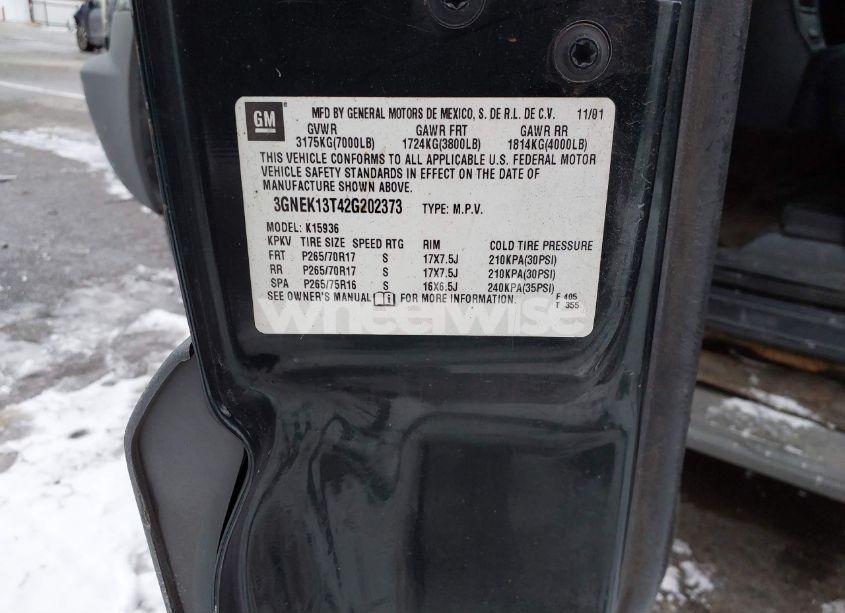 GM
MFD BY GENERAL MOTORS DE MEXICO, S. DE R.L. DE C.V. 11/01
GVWR GAWR FRT GAWR RR
3175KG(7000LB) 1724KG(3800LB) 1814KG(4000LB)
THIS VEHICLE CONFORMS TO ALL APPLICABLE U.S. FEDERAL MOTOR
VEHICLE SAFETY STANDARDS IN EFFECT ON THE DATE OF
MANUFACTURE SHOWN ABOVE.
3GNEK13T42G202373 TYPE: M.P.V.
MODEL: K15936
KPKV TIRE SIZE SPEED RTG RIM COLD TIRE PRESSURE
FRT P265/70R17 S 17X7.5J 210KPA(30PSI)
RR P265/70R17 S 17X7.5J 210KPA(30PSI)
SPA P265/75R16 S 16X6.5J 240KPA(35PSI)
SEE OWNER'S MANUAL FOR MORE INFORMATION. F 405
T 355
wheelwise